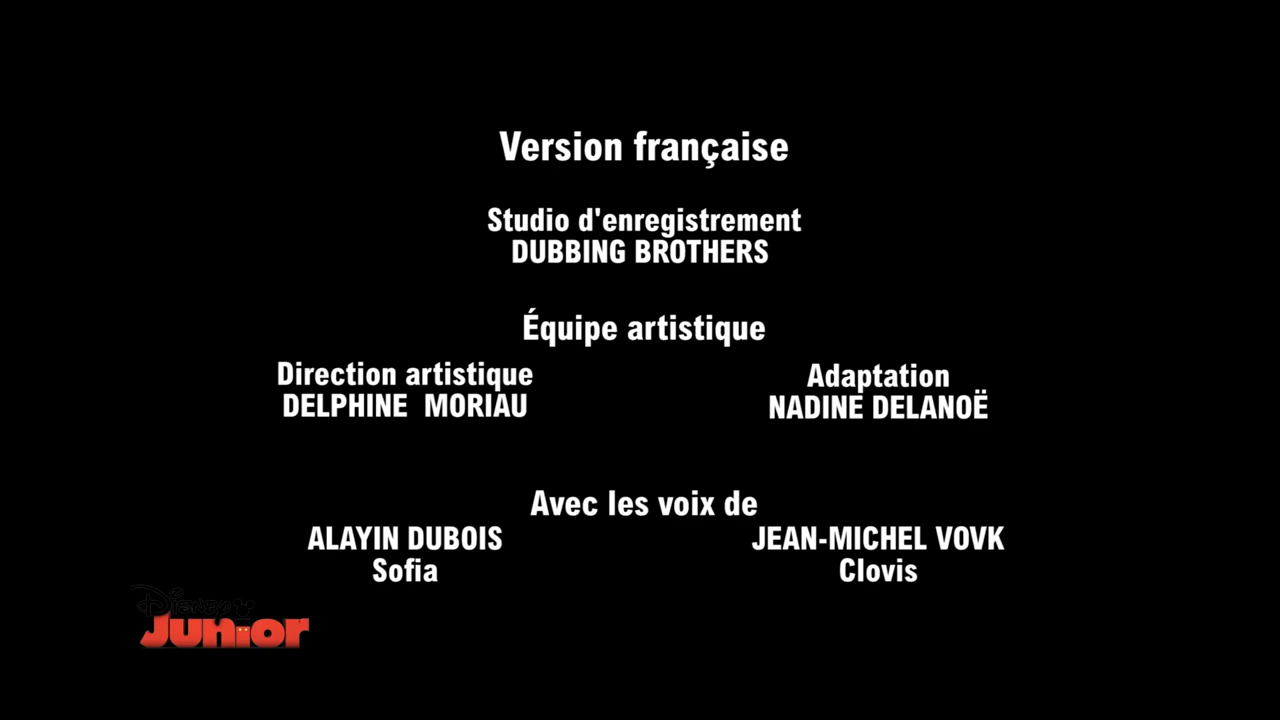 Version française
Studio d'enregistrement
DUBBING BROTHERS
Équipe artistique
Direction artistique
DELPHINE MORIAU
Adaptation
NADINE DELANOË
Avec les voix de
ALAYIN DUBOIS
Sofia
JEAN-MICHEL VOVK
Clovis
Disney
Junior